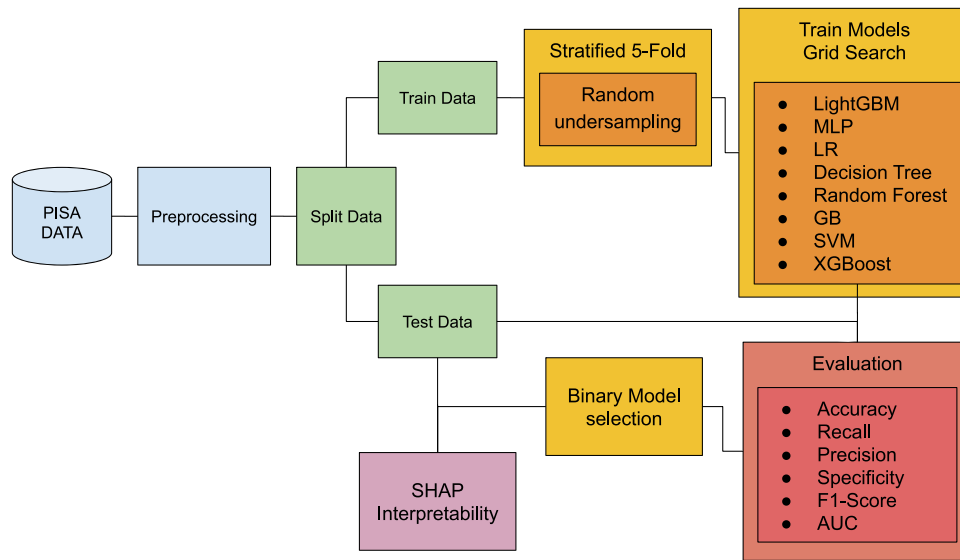 PISA
DATA
Preprocessing
Split Data
Train Data
Stratified 5-Fold
Random
undersampling
Train Models
Grid Search
● LightGBM
● MLP
● LR
● Decision Tree
● Random Forest
● GB
● SVM
● XGBoost
Test Data
Binary Model
selection
SHAP
Interpretability
Evaluation
● Accuracy
● Recall
● Precision
● Specificity
● F1-Score
● AUC